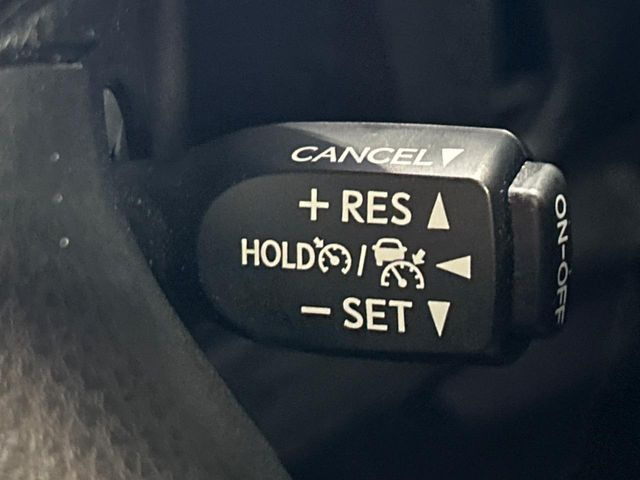 CANCEL▼
+ RES ▲
HOLD / ◀
− SET ▼
ON-OFF